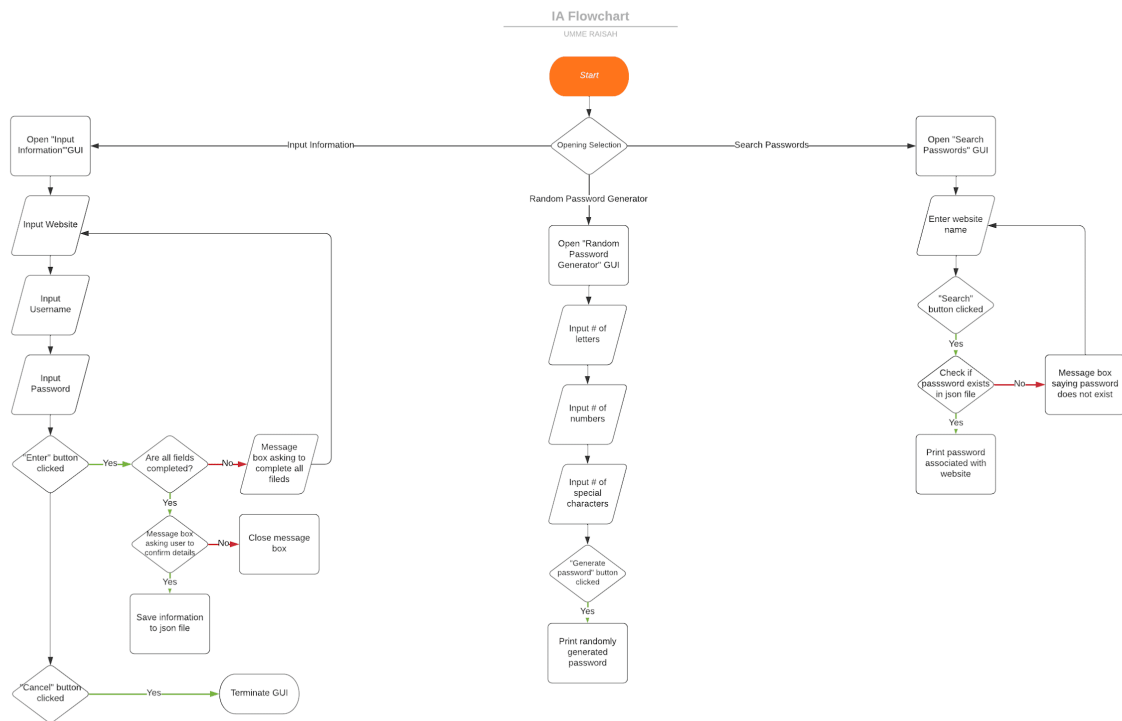 IA Flowchart
UMME RAISAH
Start
Opening Selection
Input Information
Search Passwords
Random Password Generator
Open "Input
Information"'GUI
Input Website
Input
Username
Input
Password
"Enter" button
clicked
Yes
Are all fields
completed?
No
Message
box asking to
complete all
fileds
Yes
Message box
asking user to
confirm details
No
Close message
box
Yes
Save information
to json file
"Cancel" button
clicked
Yes
Terminate GUI
Open "Random
Password
Generator" GUI
Input # of
letters
Input # of
numbers
Input # of
special
characters
"Generate
password" button
clicked
Yes
Print randomly
generated
password
Open "Search
Passwords" GUI
Enter website
name
"Search"
button clicked
Yes
Check if
passsword exists
in json file
No
Message box
saying password
does not exist
Yes
Print password
associated with
website